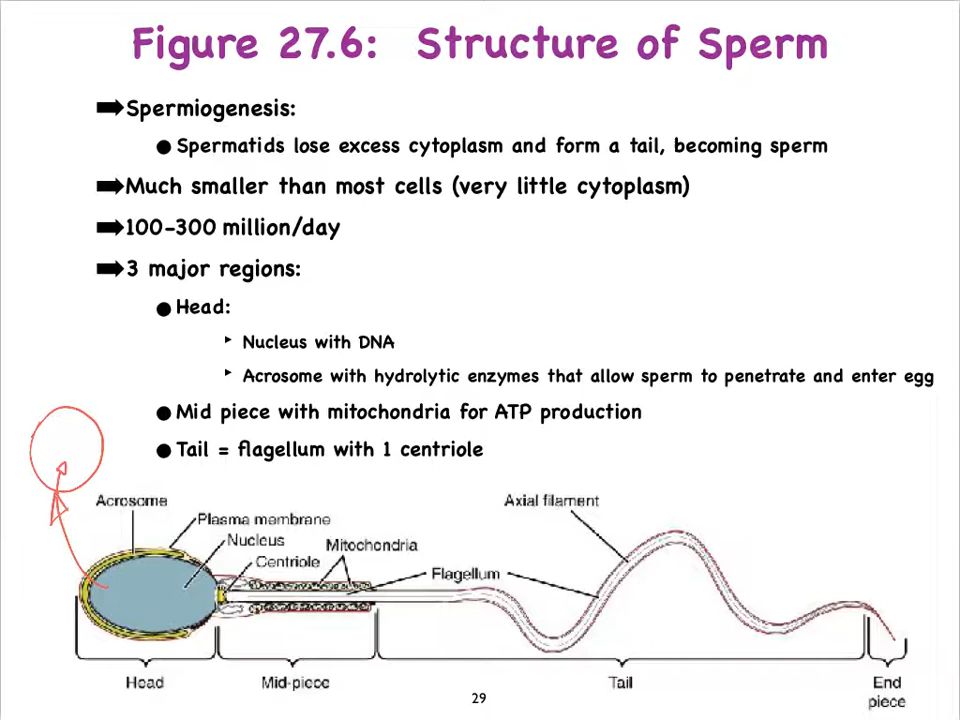 Figure 27.6: Structure of Sperm
Spermiogenesis:
Spermatids lose excess cytoplasm and form a tail, becoming sperm
Much smaller than most cells (very little cytoplasm)
100-300 million/day
3 major regions:
Head:
Nucleus with DNA
Acrosome with hydrolytic enzymes that allow sperm to penetrate and enter egg
Mid piece with mitochondria for ATP production
Tail = flagellum with 1 centriole
Acrosome
Plasma membrane
Nucleus
Centriole
Mitochondria
Flagellum
Axial filament
Head
Mid-piece
Tail
End
piece
29